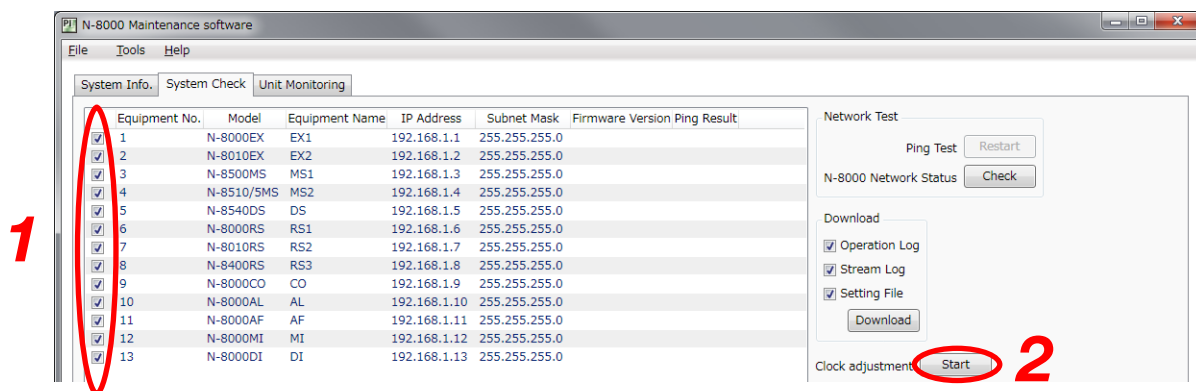 N-8000 Maintenance software
File Tools Help
System Info. System Check Unit Monitoring
Equipment No. Model Equipment Name IP Address Subnet Mask Firmware Version Ping Result
1 N-8000EX EX1 192.168.1.1 255.255.255.0
2 N-8010EX EX2 192.168.1.2 255.255.255.0
3 N-8500MS MS1 192.168.1.3 255.255.255.0
4 N-8510/5MS MS2 192.168.1.4 255.255.255.0
5 N-8540DS DS 192.168.1.5 255.255.255.0
6 N-8000RS RS1 192.168.1.6 255.255.255.0
7 N-8010RS RS2 192.168.1.7 255.255.255.0
8 N-8400RS RS3 192.168.1.8 255.255.255.0
9 N-8000CO CO 192.168.1.9 255.255.255.0
10 N-8000AL AL 192.168.1.10 255.255.255.0
11 N-8000AF AF 192.168.1.11 255.255.255.0
12 N-8000MI MI 192.168.1.12 255.255.255.0
13 N-8000DI DI 192.168.1.13 255.255.255.0
1
Network Test
Ping Test Restart
N-8000 Network Status Check
Download
Operation Log
Stream Log
Setting File
Download
Clock adjustment Start
2